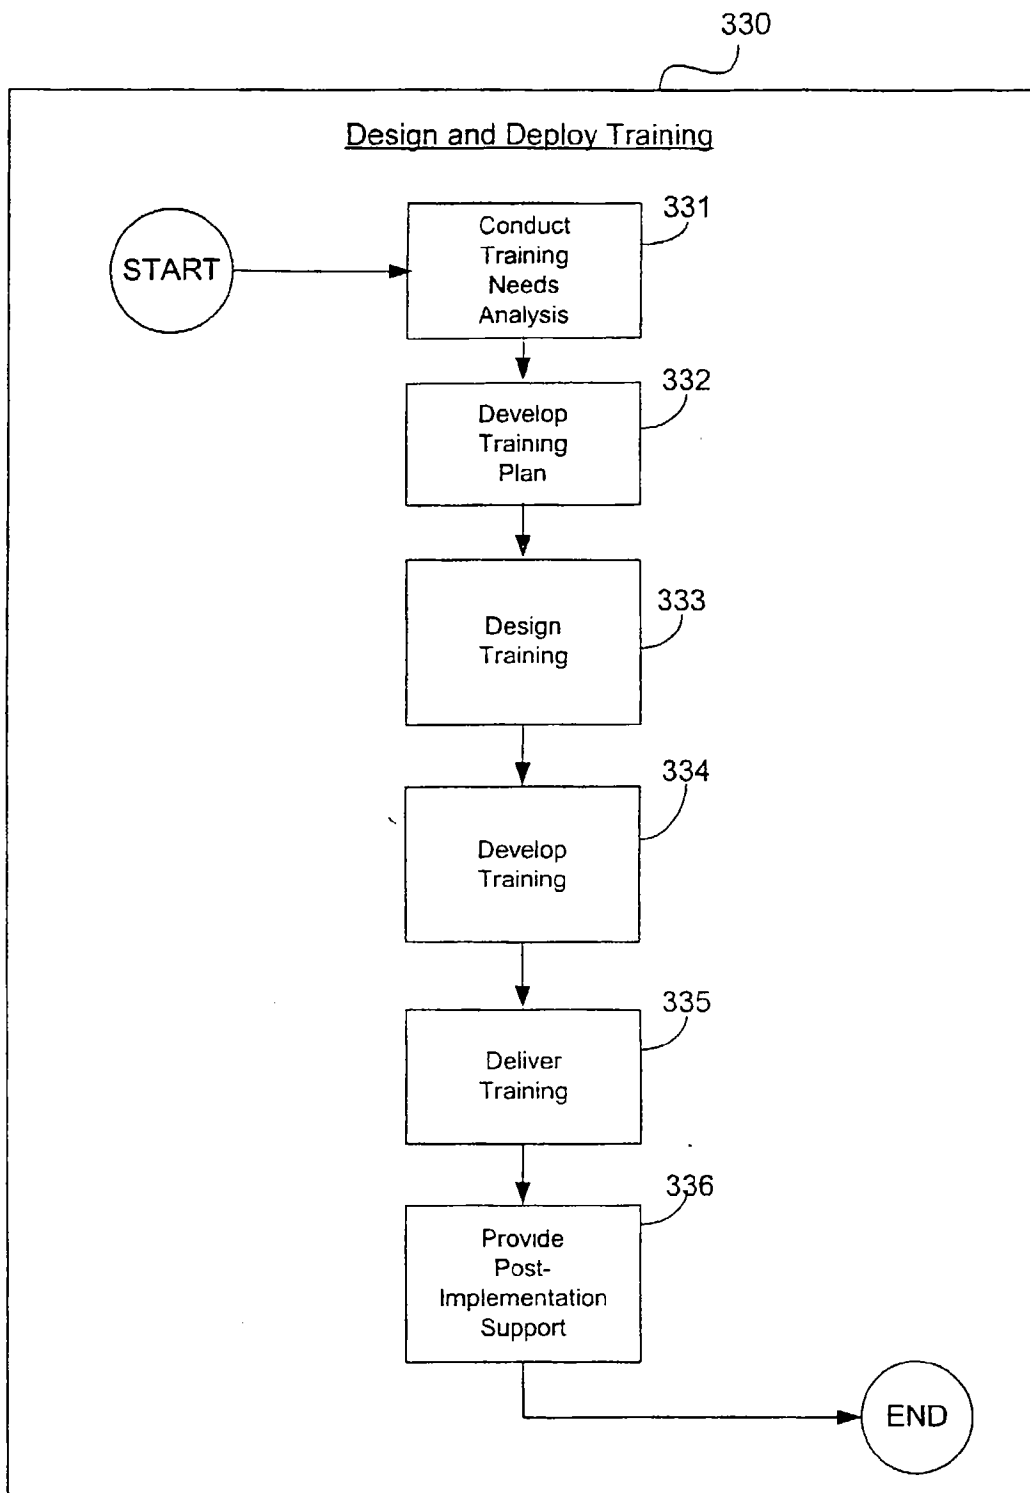 330
Design and Deploy Training
START
Conduct
Training
Needs
Analysis
331
Develop
Training
Plan
332
Design
Training
333
Develop
Training
334
Deliver
Training
335
Provide
Post-
Implementation
Support
336
END